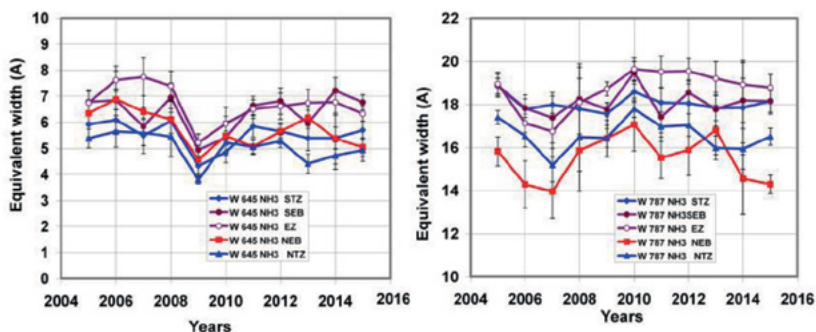 10
9
8
7
6
5
4
3
2
1
0
Equivalent width (A)
W 645 NH3 STZ
W 645 NH3 SEB
W 645 NH3 EZ
W 645 NH3 NEB
W 645 NH3 NTZ
2004 2006 2008 2010 2012 2014 2016
Years
22
20
18
16
14
12
10
Equivalent width (A)
W 787 NH3 STZ
W 787 NH3SEB
W 787 NH3 EZ
W 787 NH3 NEB
W 787 NH3 NTZ
2004 2006 2008 2010 2012 2014 2016
Years